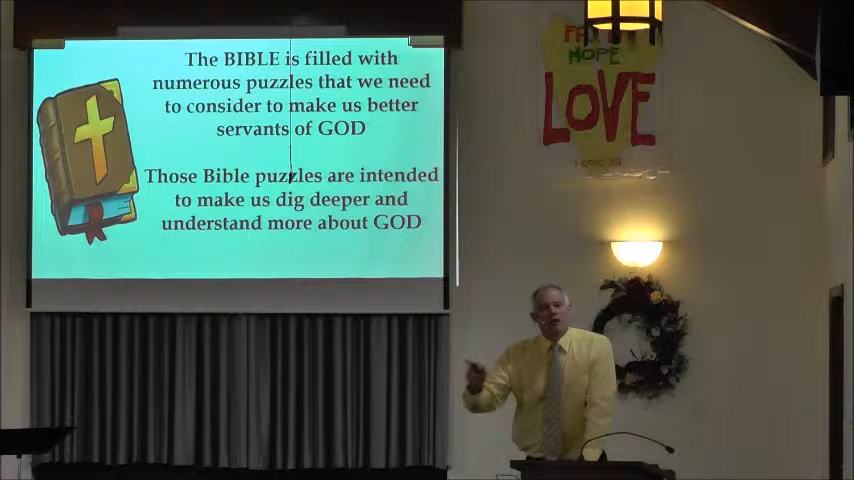 The BIBLE is filled with
numerous puzzles that we need
to consider to make us better
servants of GOD
Those Bible puzzles are intended
to make us dig deeper and
understand more about GOD
HOPE
LOVE